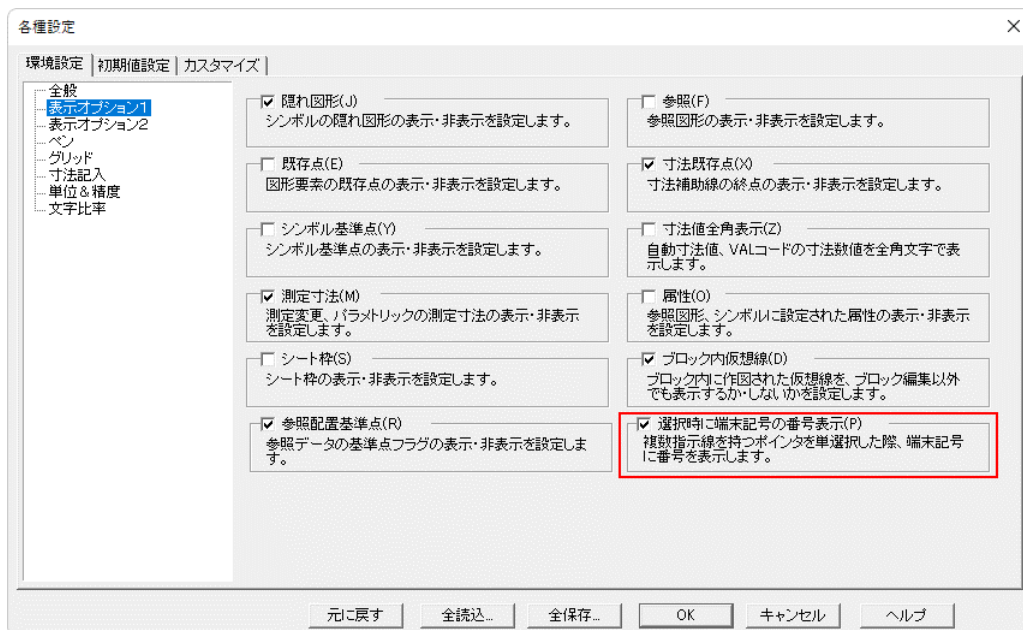 各種設定
環境設定 初期値設定 カスタマイズ
全般
表示オプション1
表示オプション2
ペン
グリッド
寸法記入
単位&精度
文字比率
隠れ図形(J)
シンボルの隠れ図形の表示・非表示を設定します。
参照(F)
参照図形の表示・非表示を設定します。
既存点(E)
図形要素の既存点の表示・非表示を設定します。
寸法既存点(X)
寸法補助線の終点の表示・非表示を設定します。
シンボル基準点(Y)
シンボル基準点の表示・非表示を設定します。
寸法値全角表示(Z)
自動寸法値、VALコードの寸法数値を全角文字で表
示します。
測定寸法(M)
測定変更、パラメトリックの測定寸法の表示・非表示
を設定します。
属性(O)
参照図形、シンボルに設定された属性の表示・非表示
を設定します。
シート枠(S)
シート枠の表示・非表示を設定します。
ブロック内仮想線(D)
ブロック内に作図された仮想線を、ブロック編集以外
でも表示するか・しないかを設定します。
参照配置基準点(R)
参照データの基準点フラグの表示・非表示を設定しま
す。
選択時に端末記号の番号表示(P)
複数指示線を持つポインタを単選択した際、端末記号
に番号を表示します。
元に戻す 全読込... 全保存... OK キャンセル ヘルプ